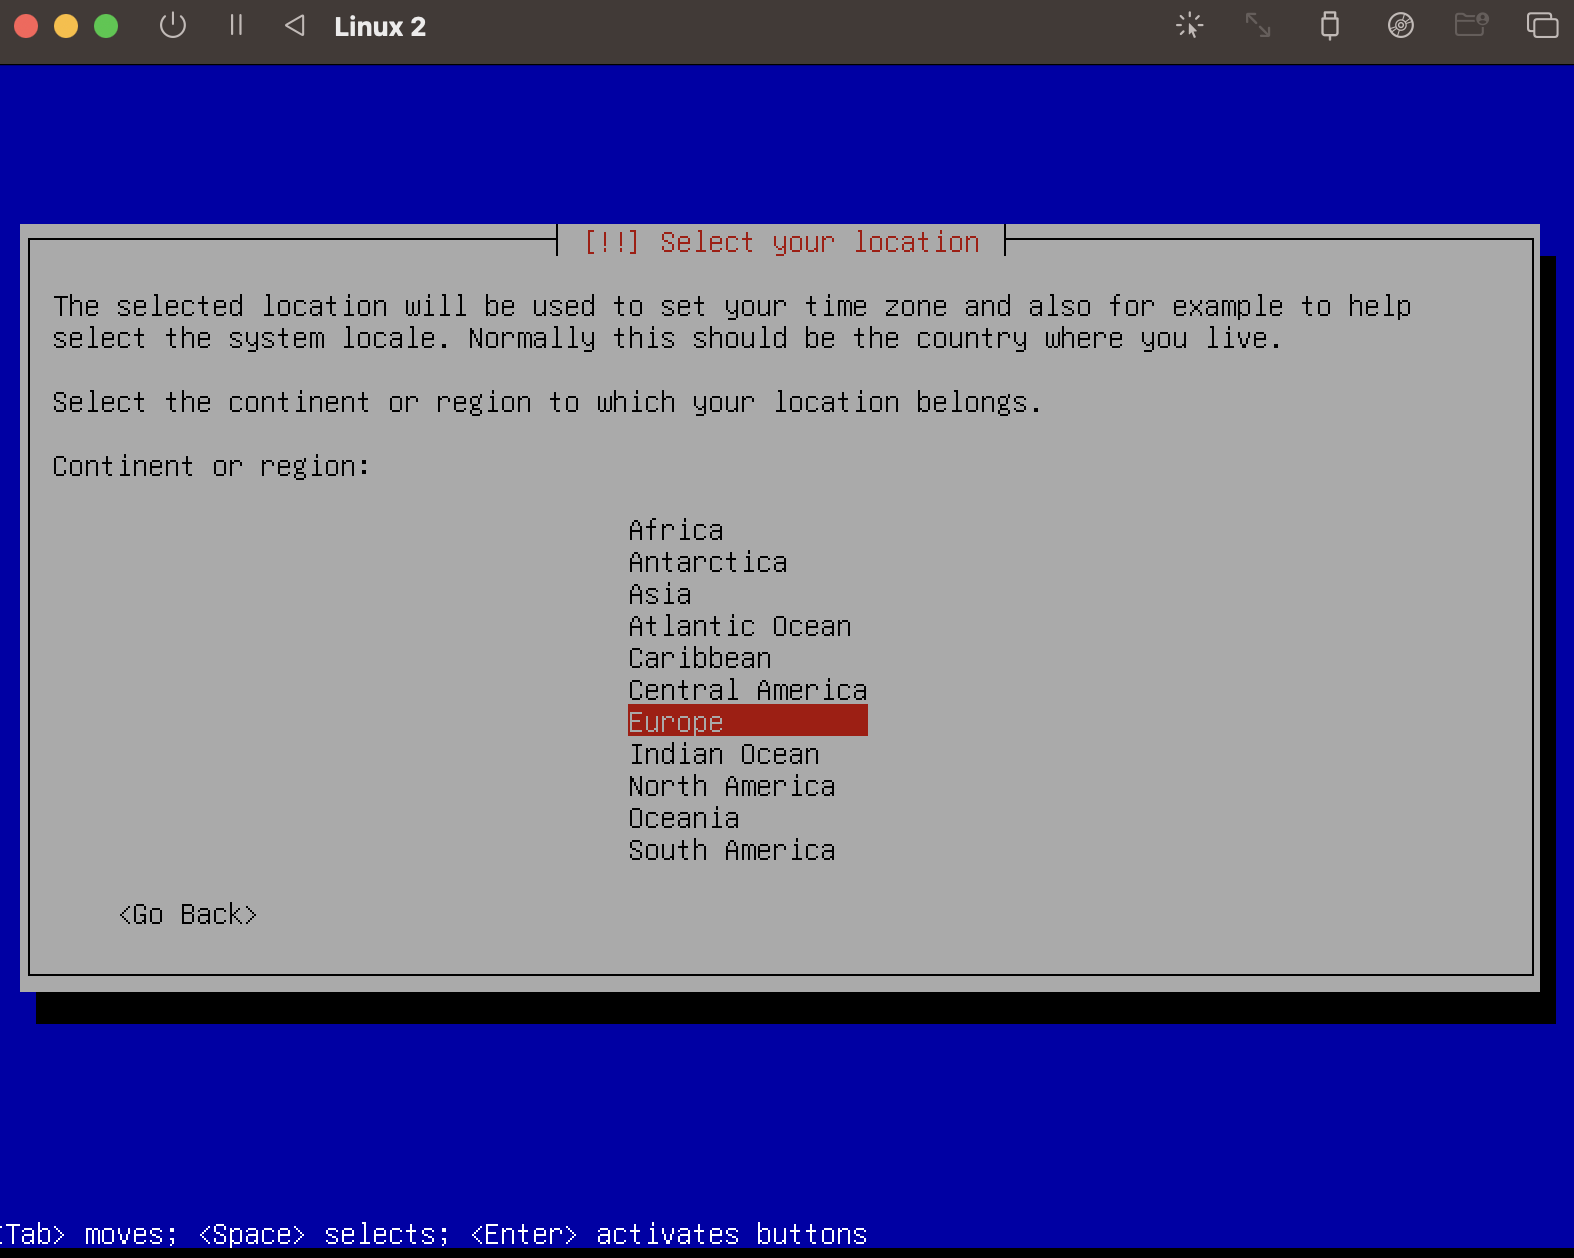 Linux 2
[!!] Select your location
The selected location will be used to set your time zone and also for example to help
select the system locale. Normally this should be the country where you live.
Select the continent or region to which your location belongs.
Continent or region:
Africa
Antarctica
Asia
Atlantic Ocean
Caribbean
Central America
Europe
Indian Ocean
North America
Oceania
South America
<Go Back>
Tab> moves; <Space> selects; <Enter> activates buttons